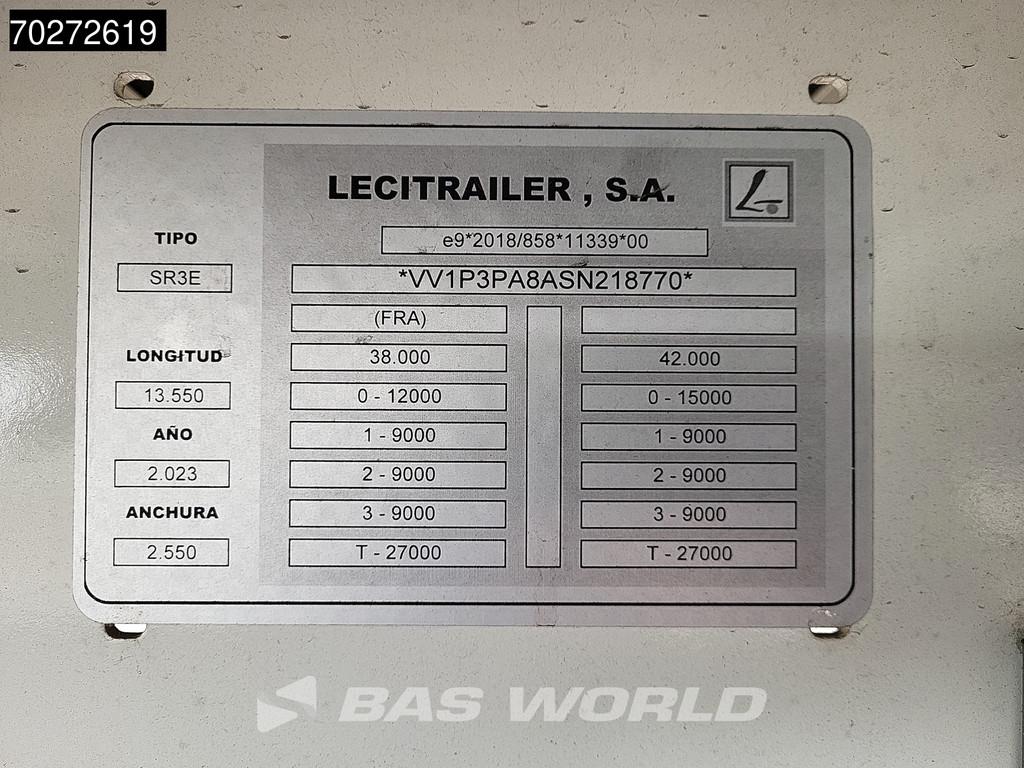 70272619
LECITRAILER , S.A.
TIPO
e9*2018/858*11339*00
SR3E
*VV1P3PA8ASN218770*
(FRA)
LONGITUD
38.000 42.000
13.550
0 - 12000 0 - 15000
AÑO
1 - 9000 1 - 9000
2.023
2 - 9000 2 - 9000
ANCHURA
3 - 9000 3 - 9000
2.550
T - 27000 T - 27000
BAS WORLD